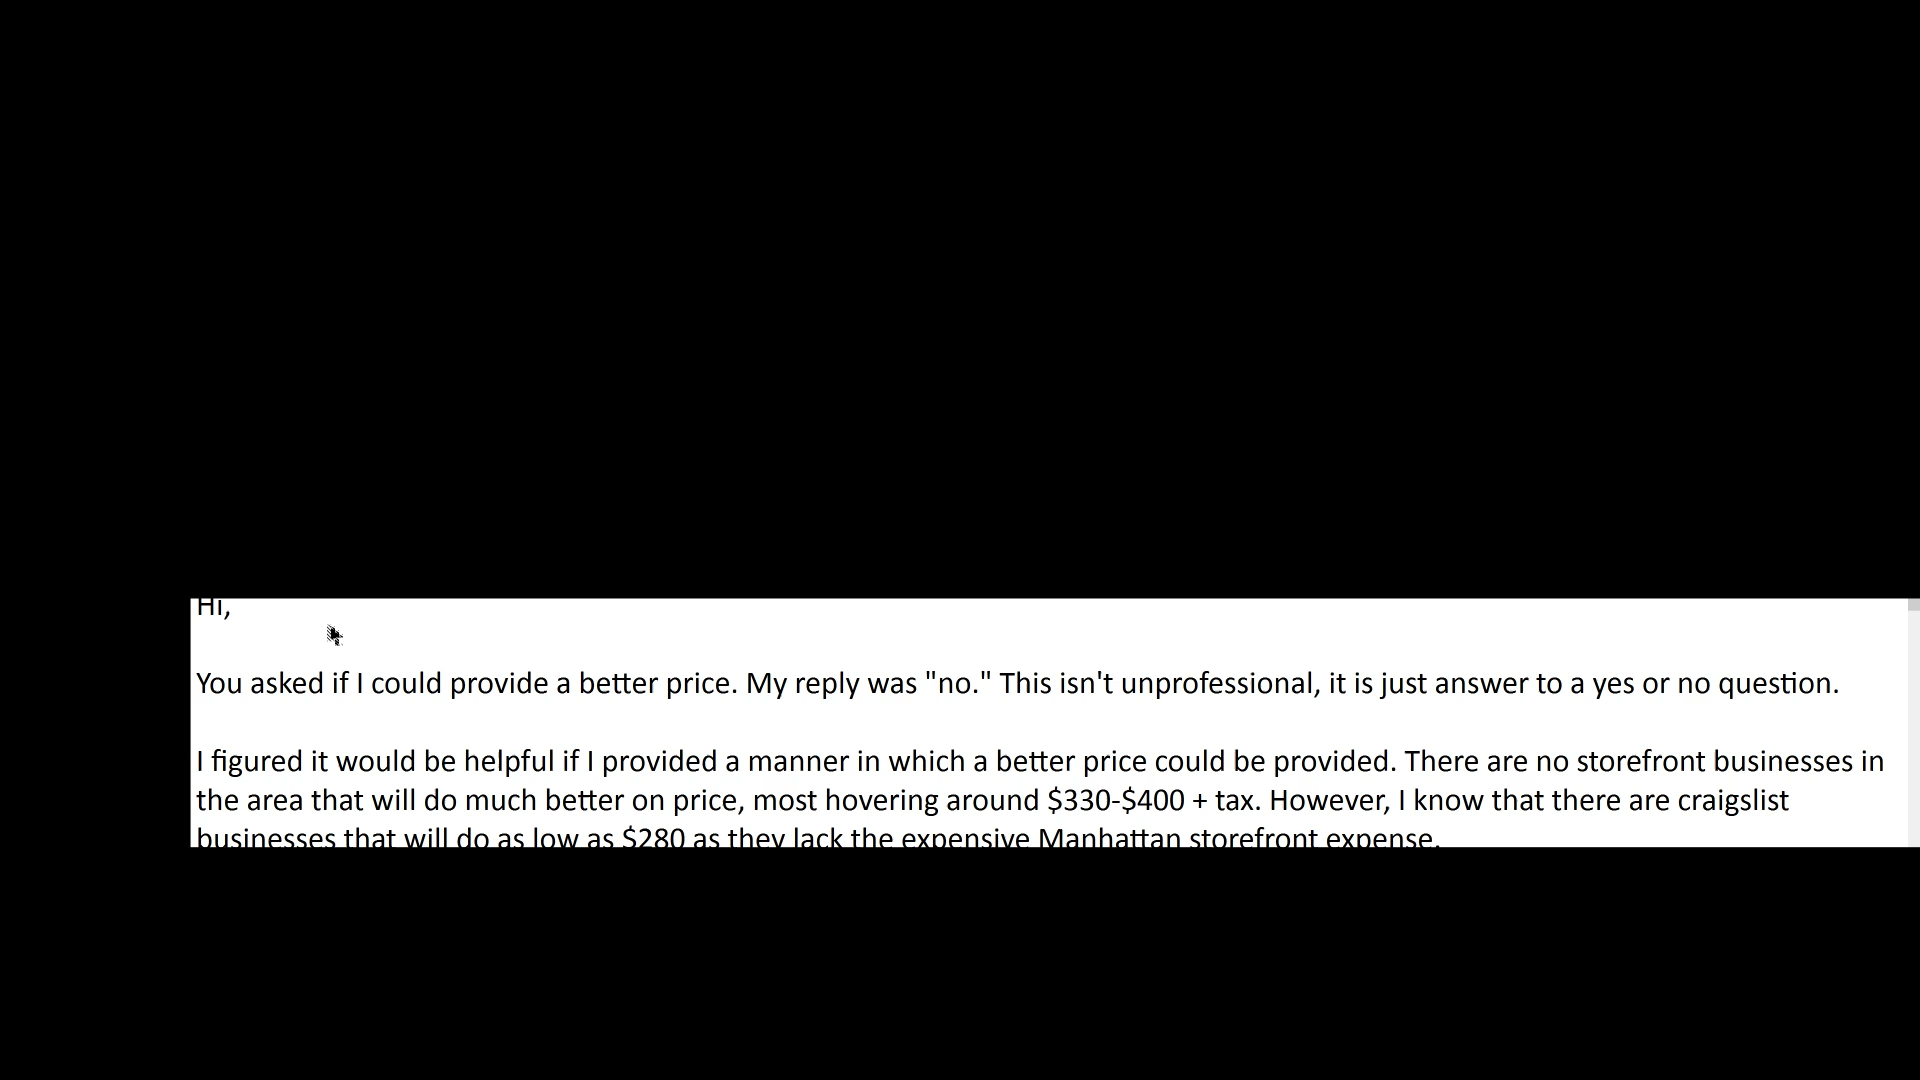 Hi,
You asked if I could provide a better price. My reply was "no." This isn't unprofessional, it is just answer to a yes or no question.
I figured it would be helpful if I provided a manner in which a better price could be provided. There are no storefront businesses in
the area that will do much better on price, most hovering around $330-$400 + tax. However, I know that there are craigslist
businesses that will do as low as $280 as they lack the expensive Manhattan storefront expense.